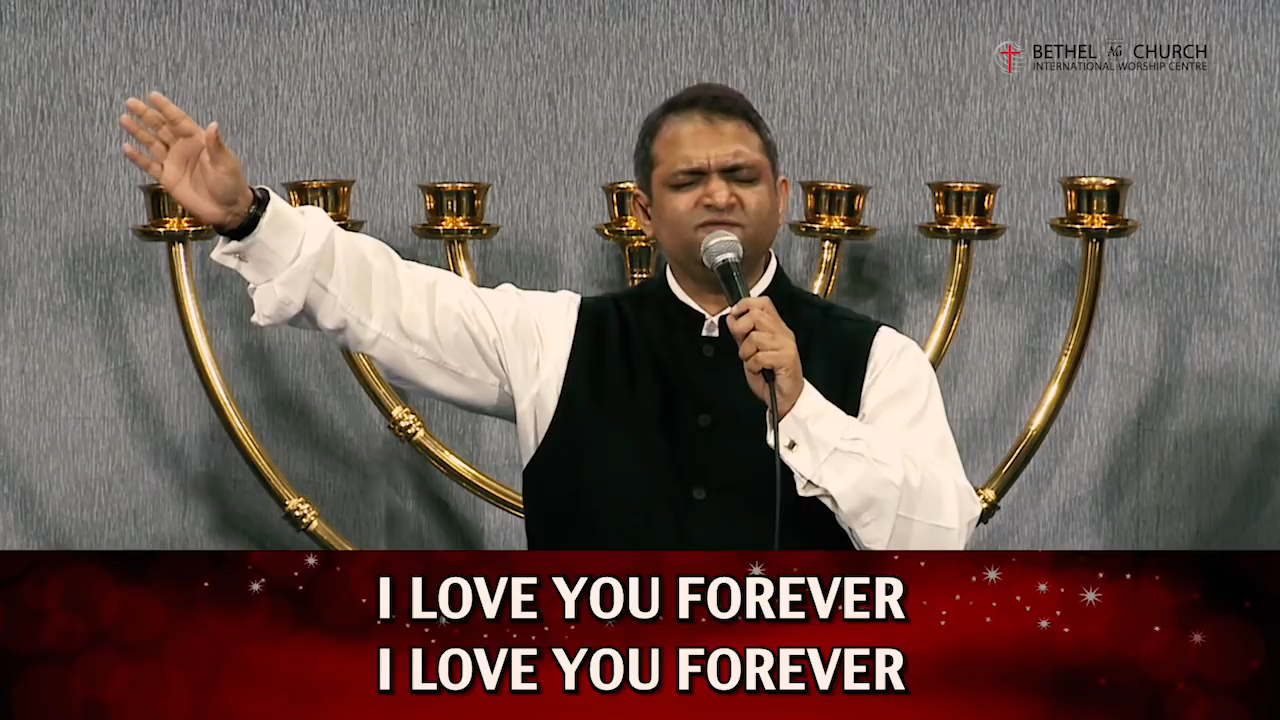 BETHEL AG CHURCH
INTERNATIONAL WORSHIP CENTRE
I LOVE YOU FOREVER
I LOVE YOU FOREVER